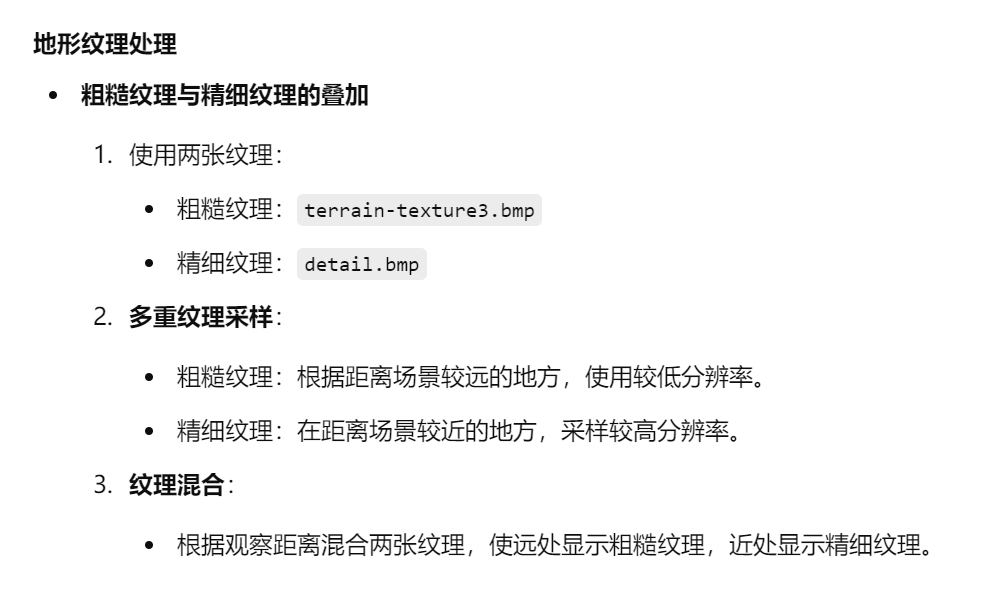 地形纹理处理
• 粗糙纹理与精细纹理的叠加
1. 使用两张纹理：
• 粗糙纹理：terrain-texture3.bmp
• 精细纹理：detail.bmp
2. 多重纹理采样：
• 粗糙纹理：根据距离场景较远的地方，使用较低分辨率。
• 精细纹理：在距离场景较近的地方，采样较高分辨率。
3. 纹理混合：
• 根据观察距离混合两张纹理，使远处显示粗糙纹理，近处显示精细纹理。